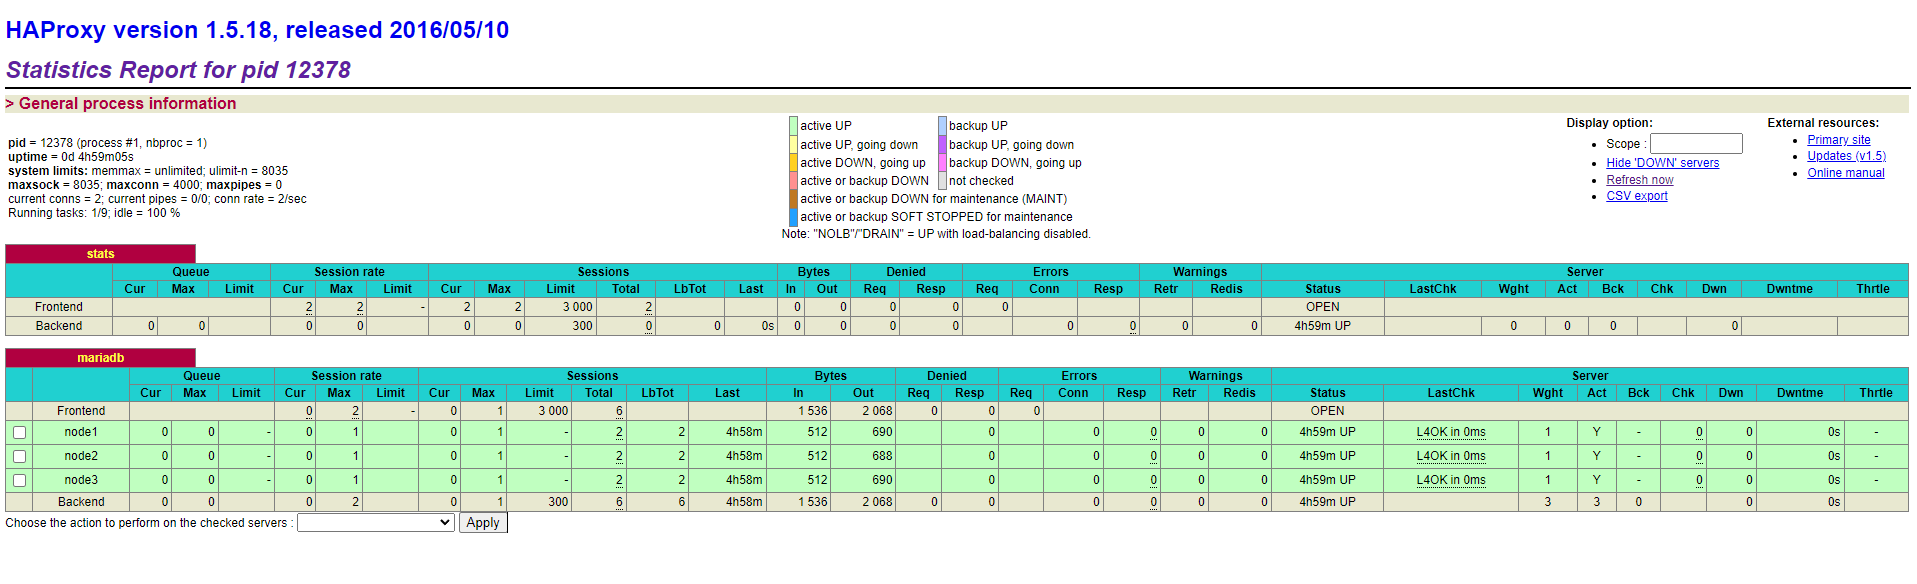 HAProxy version 1.5.18, released 2016/05/10
Statistics Report for pid 12378
> General process information
pid = 12378 (process #1, nbproc = 1)
uptime = 0d 4h59m05s
system limits: memmax = unlimited; ulimit-n = 8035
maxsock = 8035; maxconn = 4000; maxpipes = 0
current conns = 2; current pipes = 0/0; conn rate = 2/sec
Running tasks: 1/9; idle = 100 %
active UP backup UP
active UP, going down backup UP, going down
active DOWN, going up backup DOWN, going up
active or backup DOWN not checked
active or backup DOWN for maintenance (MAINT)
active or backup SOFT STOPPED for maintenance
Note: "NOLB"/"DRAIN" = UP with load-balancing disabled.
Display option:
Scope :
Hide 'DOWN' servers
Refresh now
CSV export
External resources:
Primary site
Updates (v1.5)
Online manual
stats
Queue Session rate Sessions Bytes Denied Errors Warnings Server
Cur Max Limit Cur Max Limit Cur Max Limit Total LbTot Last In Out Req Resp Req Conn Resp Retr Redis Status LastChk Wght Act Bck Chk Dwn Dwntme Thrtle
Frontend 2 2 - 2 2 3 000 2 0 0 0 0 0 OPEN
Backend 0 0 0 0 0 0 300 0 0 0s 0 0 0 0 0 0 0 0 4h59m UP 0 0 0 0
mariadb
Queue Session rate Sessions Bytes Denied Errors Warnings Server
Cur Max Limit Cur Max Limit Cur Max Limit Total LbTot Last In Out Req Resp Req Conn Resp Retr Redis Status LastChk Wght Act Bck Chk Dwn Dwntme Thrtle
Frontend 0 2 - 0 1 3 000 6 1 536 2 068 0 0 0 OPEN
node1 0 0 - 0 1 0 1 - 2 2 4h58m 512 690 0 0 0 0 0 4h59m UP L4OK in 0ms 1 Y - 0 0 0s -
node2 0 0 - 0 1 0 1 - 2 2 4h58m 512 688 0 0 0 0 0 4h59m UP L4OK in 0ms 1 Y - 0 0 0s -
node3 0 0 - 0 1 0 1 - 2 2 4h58m 512 690 0 0 0 0 0 4h59m UP L4OK in 0ms 1 Y - 0 0 0s -
Backend 0 0 0 2 0 1 300 6 6 4h58m 1 536 2 068 0 0 0 0 0 0 4h59m UP 3 3 0 0 0s
Choose the action to perform on the checked servers : Apply